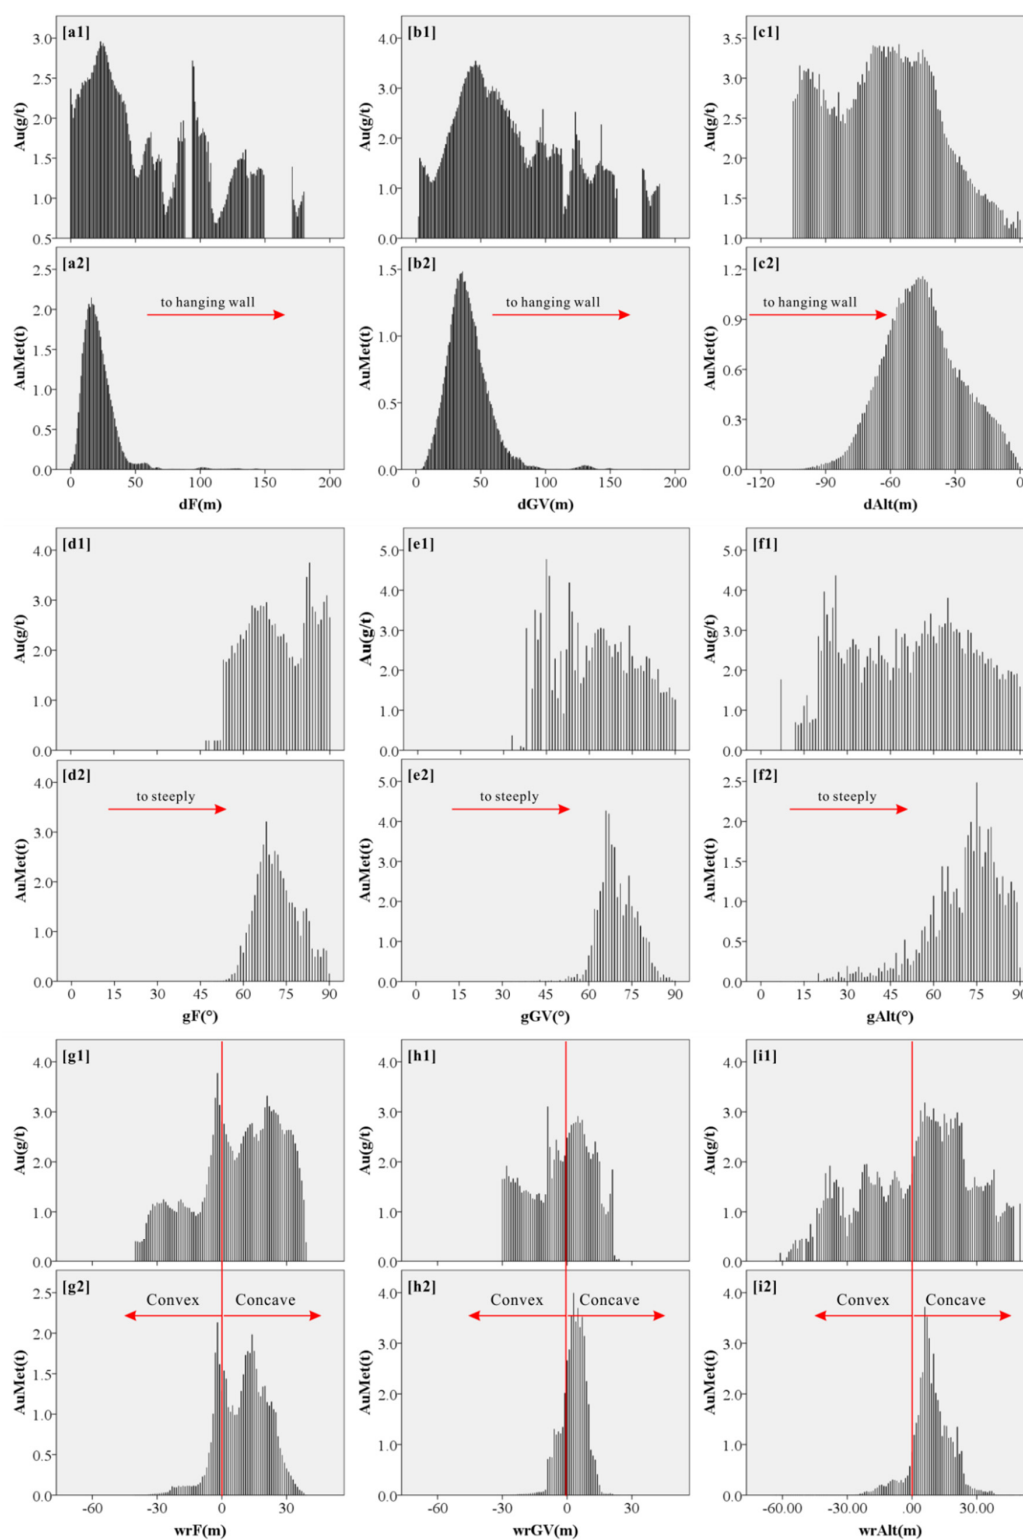 [a1] [b1] [c1]
3.0 4.0 3.5
2.5 3.0 3.0
2.0 2.5
2.0
1.5 2.0
1.0 1.0 1.5
0.5 0.0 1.0
Au(g/t) Au(g/t) Au(g/t)
[a2] [b2] [c2]
2.5 1.5 1.2
2.0 to hanging wall to hanging wall to hanging wall
1.5 1.0 0.9
1.0 0.6
0.5 0.5 0.3
0.0 0.0 0.0
AuMet(t) AuMet(t) AuMet(t)
0 50 100 150 200 0 50 100 150 200 -120 -90 -60 -30 0
dF(m) dGV(m) dAlt(m)
[d1] [e1] [f1]
4.0 5.0 5.0
3.0 4.0 4.0
3.0 3.0
2.0 2.0 2.0
1.0 1.0 1.0
0.0 0.0 0.0
Au(g/t) Au(g/t) Au(g/t)
[d2] [e2] [f2]
4.0 5.0 2.5
to steeply to steeply to steeply
3.0 4.0 2.0
3.0 1.5
2.0 2.0 1.0
1.0 1.0 0.5
0.0 0.0 0.0
AuMet(t) AuMet(t) AuMet(t)
0 15 30 45 60 75 90 0 15 30 45 60 75 90 0 15 30 45 60 75 90
gF(°) gGV(°) gAlt(°)
[g1] [h1] [i1]
4.0 4.0 4.0
3.0 3.0 3.0
2.0 2.0 2.0
1.0 1.0 1.0
0.0 0.0 0.0
Au(g/t) Au(g/t) Au(g/t)
[g2] [h2] [i2]
2.5 4.0 4.0
Convex Concave Convex Concave Convex Concave
2.0 3.0 3.0
1.5 2.0 2.0
1.0 1.0 1.0
0.5
0.0 0.0 0.0
AuMet(t) AuMet(t) AuMet(t)
-60 -30 0 30 -60 -30 0 30 -60.00 -30.00 0.00 30.00
wrF(m) wrGV(m) wrAlt(m)